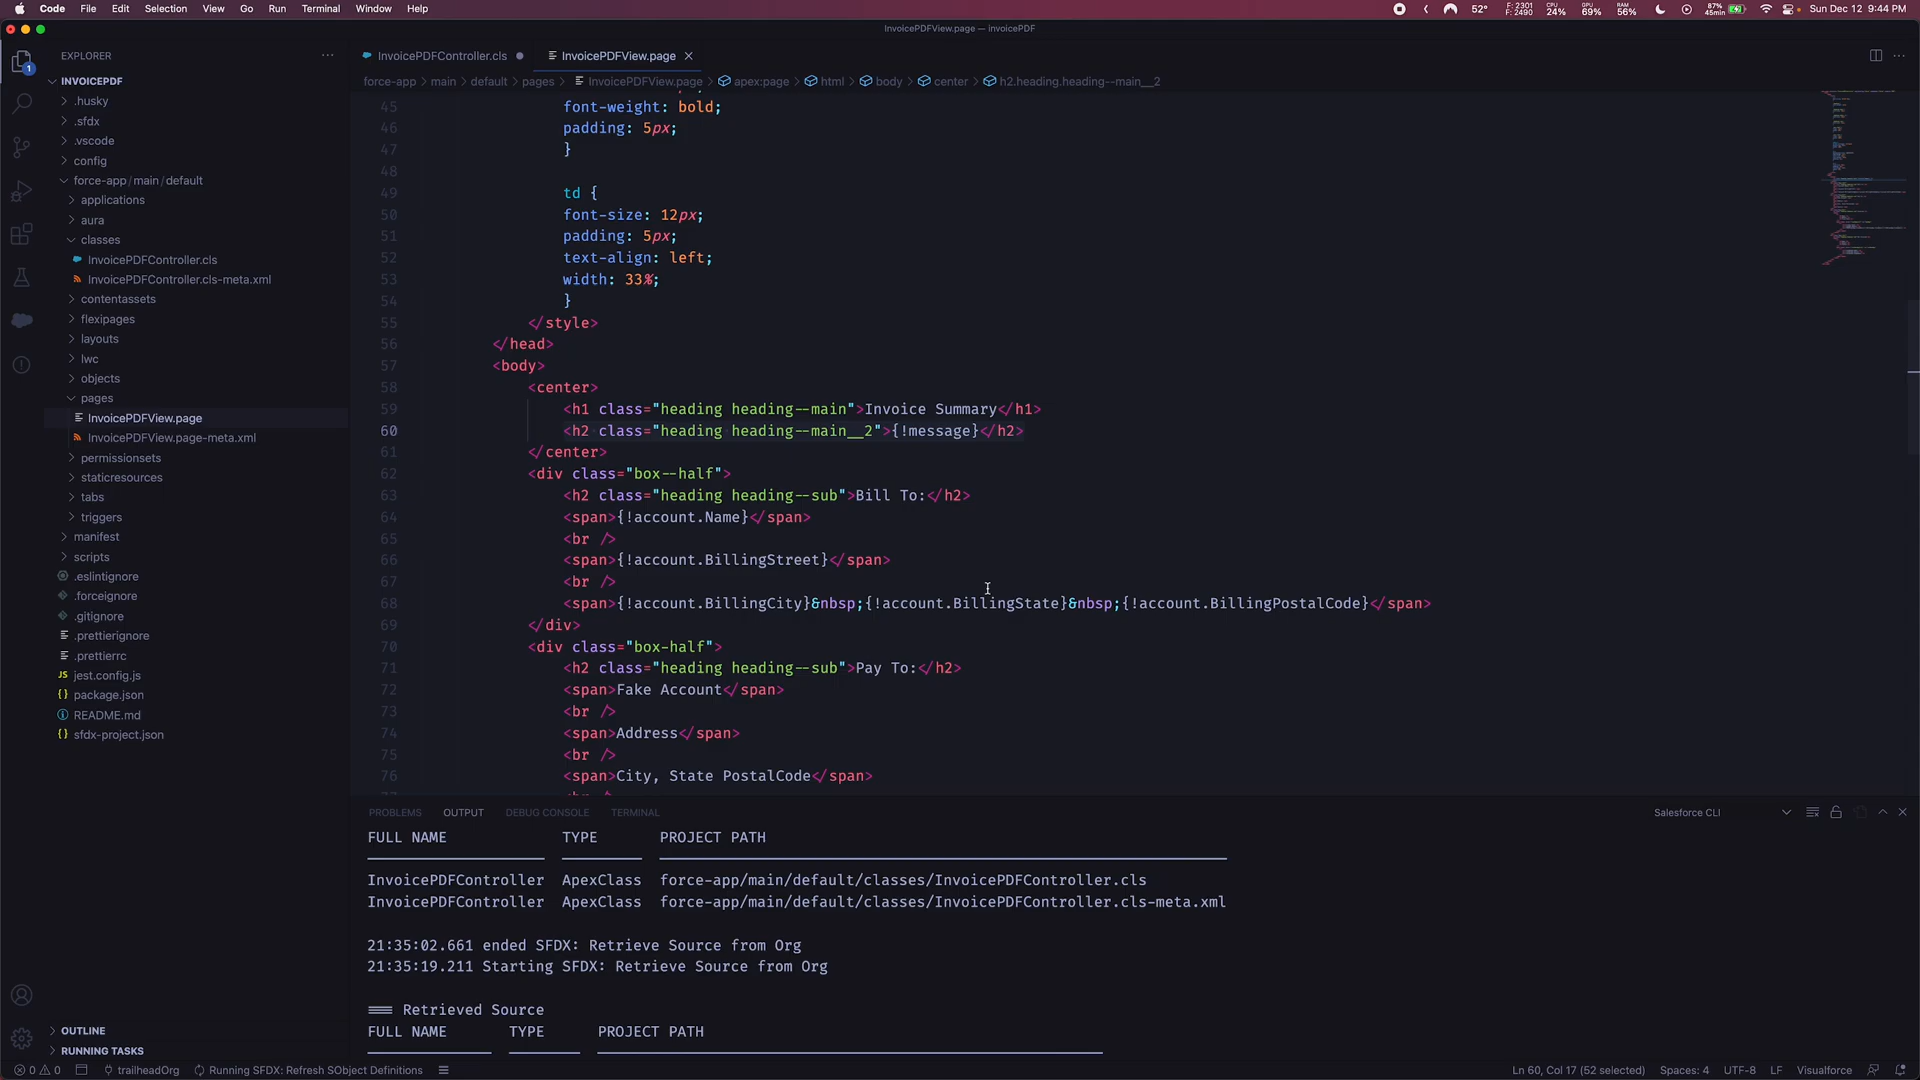 Code File Edit Selection View Go Run Terminal Window Help
52° F: 2301 F: 2490 CPU 24% GPU 69% RAM 56% 87% 45min Sun Dec 12 9:44 PM
InvoicePDFView.page — invoicePDF
EXPLORER
InvoicePDFController.cls InvoicePDFView.page
force-app > main > default > pages > InvoicePDFView.page > apex:page > html > body > center > h2.heading.heading--main__2
1
INVOICEPDF
.husky
.sfdx
.vscode
config
force-app/main/default
applications
aura
classes
InvoicePDFController.cls
InvoicePDFController.cls-meta.xml
contentassets
flexipages
layouts
lwc
objects
pages
InvoicePDFView.page
InvoicePDFView.page-meta.xml
permissionsets
staticresources
tabs
triggers
manifest
scripts
.eslintignore
.forceignore
.gitignore
.prettierignore
.prettierrc
JS jest.config.js
{} package.json
README.md
{} sfdx-project.json
OUTLINE
RUNNING TASKS
45 font-weight: bold;
46 padding: 5px;
47 }
48
49 td {
50 font-size: 12px;
51 padding: 5px;
52 text-align: left;
53 width: 33%;
54 }
55 </style>
56 </head>
57 <body>
58 <center>
59 <h1 class="heading heading--main">Invoice Summary</h1>
60 <h2 class="heading heading--main__2">{!message}</h2>
61 </center>
62 <div class="box--half">
63 <h2 class="heading heading--sub">Bill To:</h2>
64 <span>{!account.Name}</span>
65 <br />
66 <span>{!account.BillingStreet}</span>
67 <br />
68 <span>{!account.BillingCity}&nbsp;{!account.BillingState}&nbsp;{!account.BillingPostalCode}</span>
69 </div>
70 <div class="box-half">
71 <h2 class="heading heading--sub">Pay To:</h2>
72 <span>Fake Account</span>
73 <br />
74 <span>Address</span>
75 <br />
76 <span>City, State PostalCode</span>
PROBLEMS OUTPUT DEBUG CONSOLE TERMINAL Salesforce CLI
FULL NAME TYPE PROJECT PATH
InvoicePDFController ApexClass force-app/main/default/classes/InvoicePDFController.cls
InvoicePDFController ApexClass force-app/main/default/classes/InvoicePDFController.cls-meta.xml
21:35:02.661 ended SFDX: Retrieve Source from Org
21:35:19.211 Starting SFDX: Retrieve Source from Org
=== Retrieved Source
FULL NAME TYPE PROJECT PATH
0 0 trailheadOrg Running SFDX: Refresh SObject Definitions Ln 60, Col 17 (52 selected) Spaces: 4 UTF-8 LF Visualforce